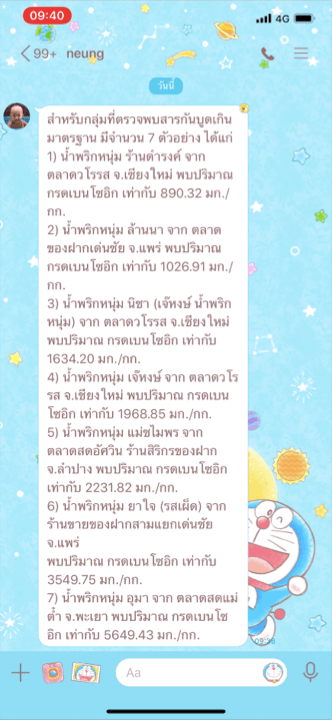 09:40
4G
99+ neung
วันนี้
สำหรับกลุ่มที่ตรวจพบสารกันบูดเกิน
มาตรฐาน มีจำนวน 7 ตัวอย่าง ได้แก่
1) น้ำพริกหนุ่ม ร้านดำรงค์ จาก
ตลาดวโรรส จ.เชียงใหม่ พบปริมาณ
กรดเบนโซอิก เท่ากับ 890.32 มก./
กก.
2) น้ำพริกหนุ่ม ล้านนา จาก ตลาด
ของฝากเด่นชัย จ.แพร่ พบปริมาณ
กรดเบนโซอิก เท่ากับ 1026.91 มก./
กก.
3) น้ำพริกหนุ่ม นิชา (เจ๊หงษ์ น้ำพริก
หนุ่ม) จาก ตลาดวโรรส จ.เชียงใหม่
พบปริมาณ กรดเบนโซอิก เท่ากับ
1634.20 มก./กก.
4) น้ำพริกหนุ่ม เจ๊หงษ์ จาก ตลาดวโร
รส จ.เชียงใหม่ พบปริมาณ กรดเบน
โซอิก เท่ากับ 1968.85 มก./กก.
5) น้ำพริกหนุ่ม แม่ชไมพร จาก
ตลาดสดอัศวิน ร้านสิริกรของฝาก
จ.ลำปาง พบปริมาณ กรดเบนโซอิก
เท่ากับ 2231.82 มก./กก.
6) น้ำพริกหนุ่ม ยาใจ (รสเผ็ด) จาก
ร้านขายของฝากสามแยกเด่นชัย
จ.แพร่
พบปริมาณ กรดเบนโซอิก เท่ากับ
3549.75 มก./กก.
7) น้ำพริกหนุ่ม อุมา จาก ตลาดสดแม่
ต๋ำ จ.พะเยา พบปริมาณ กรดเบนโซ
อิก เท่ากับ 5649.43 มก./กก.
09:38
Aa